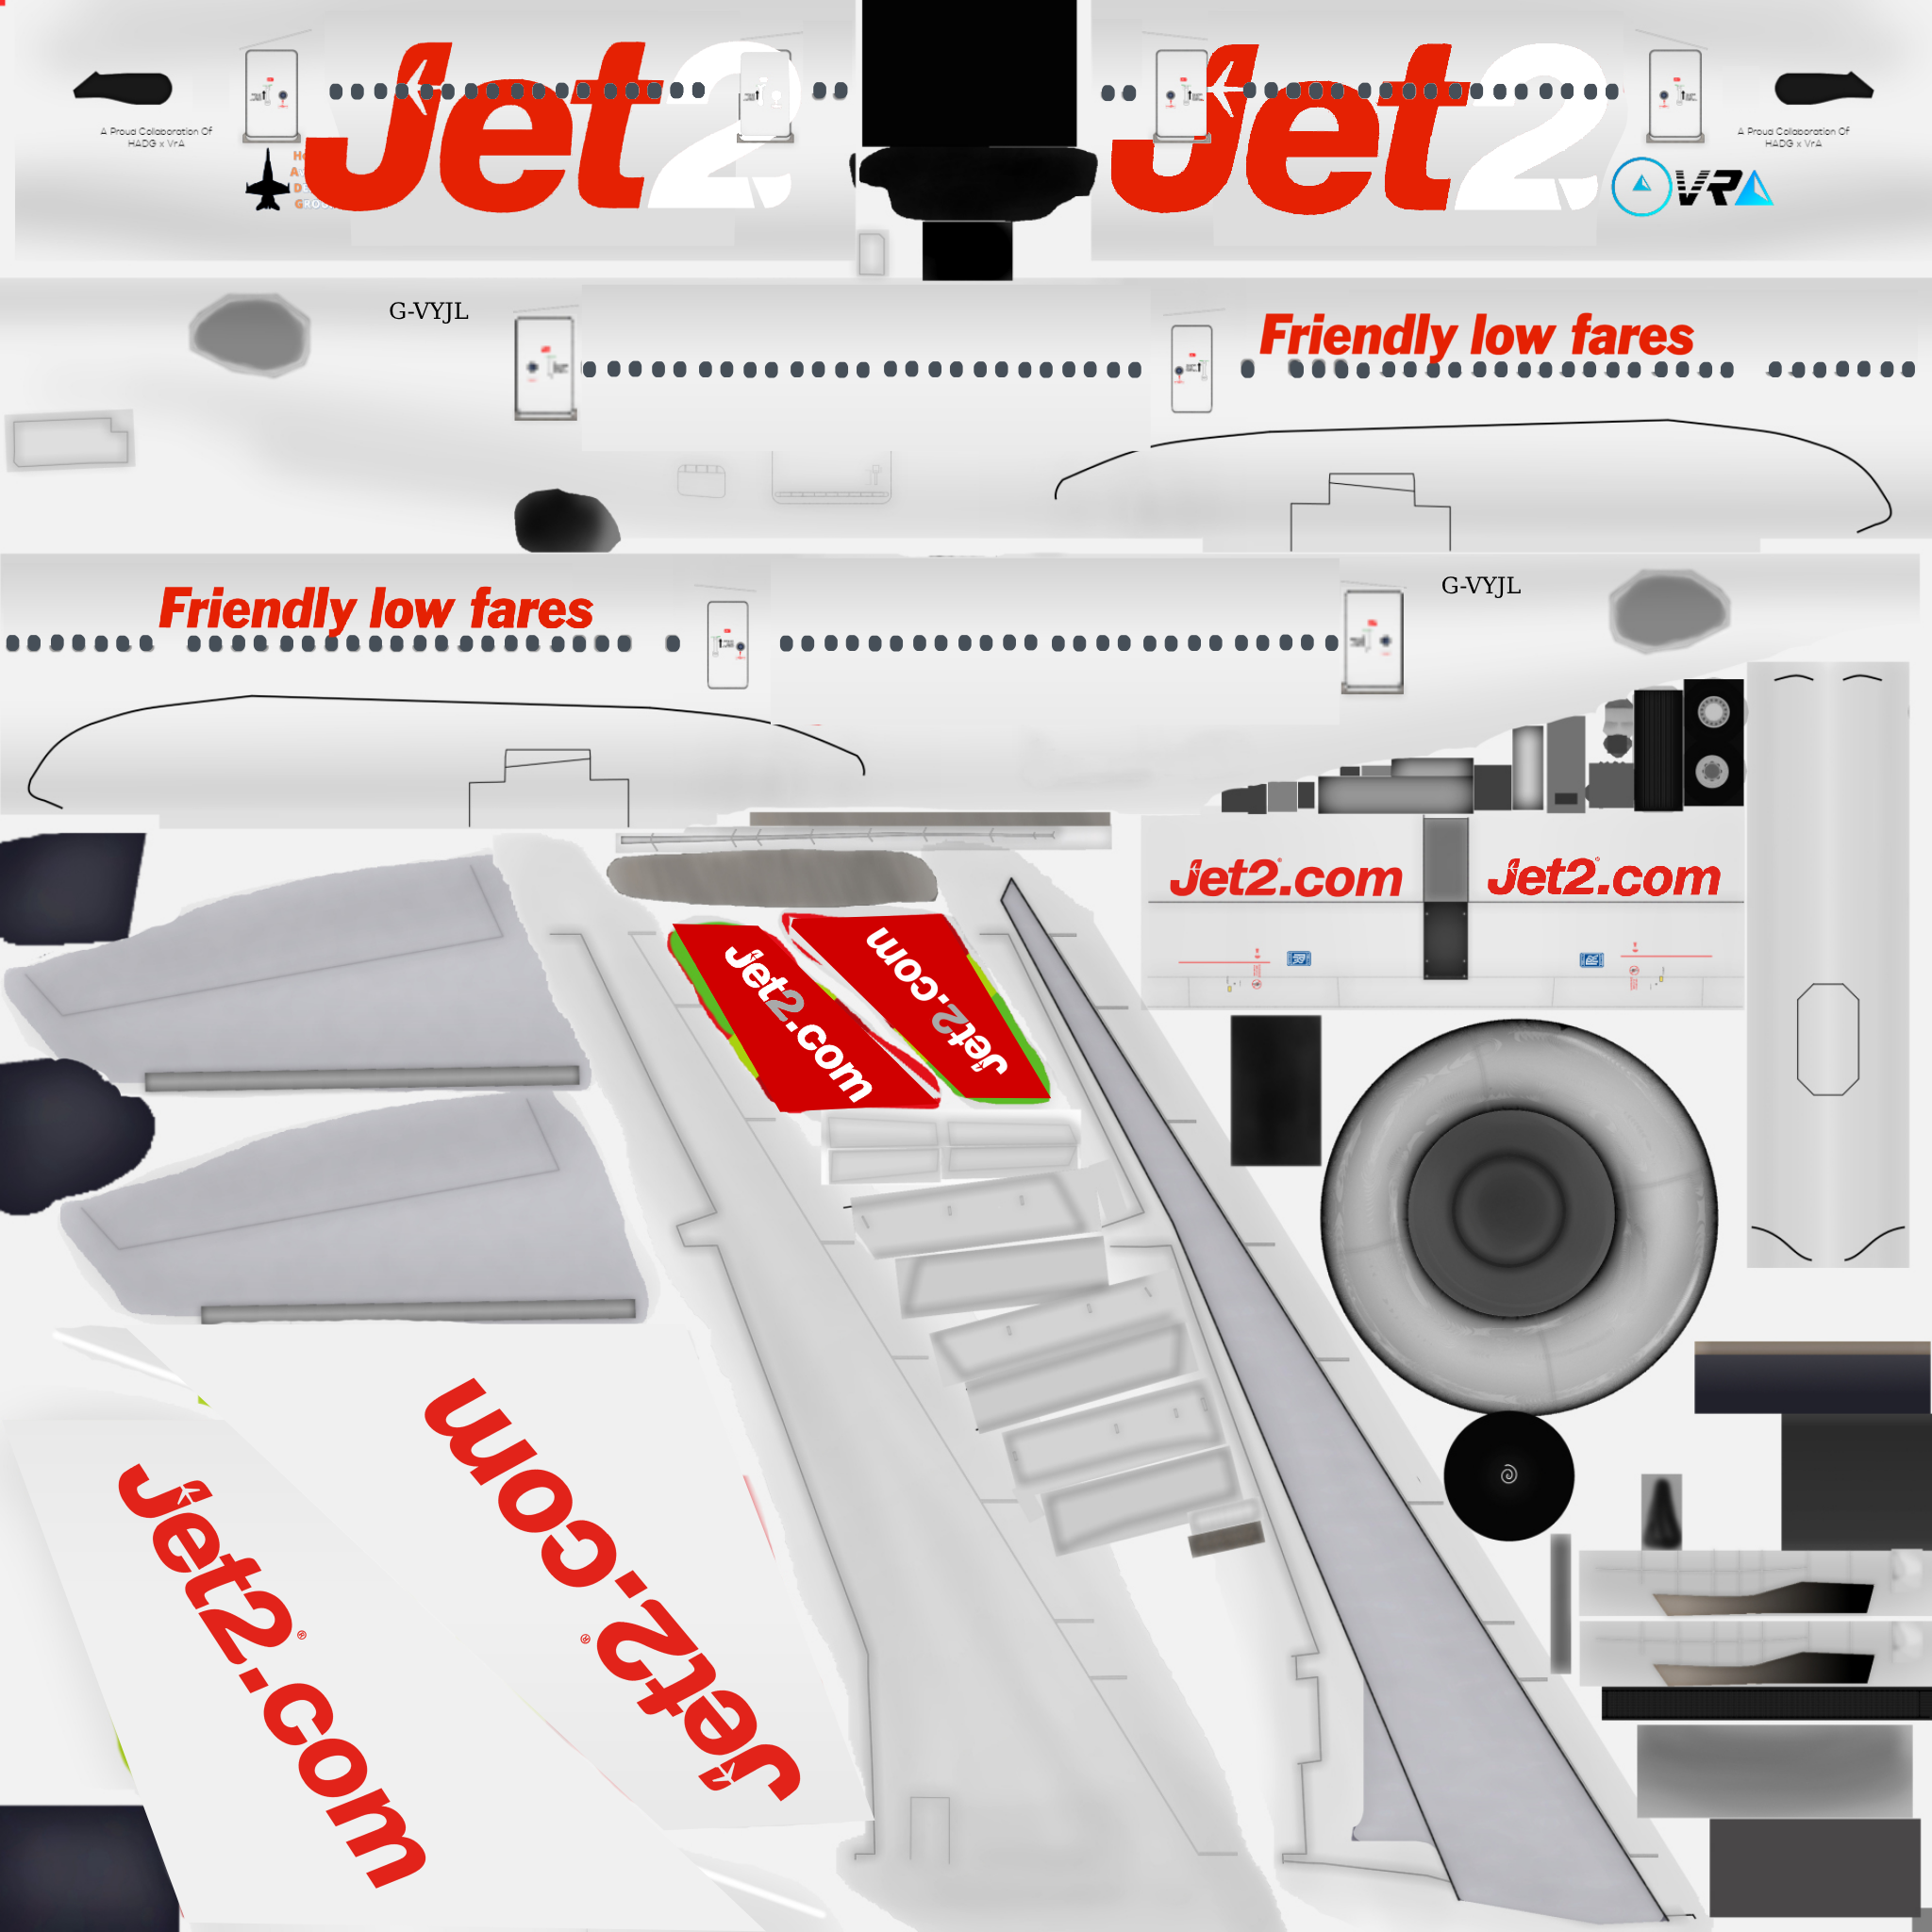 Jet2
Jet2
A Proud Collaboration Of
HADG x VrA
A Proud Collaboration Of
HADG x VrA
VRA
G-VYJL
Friendly low fares
Friendly low fares
G-VYJL
Jet2.com
Jet2.com
Jet2.com
Jet2.com
Jet2.com
Jet2.com